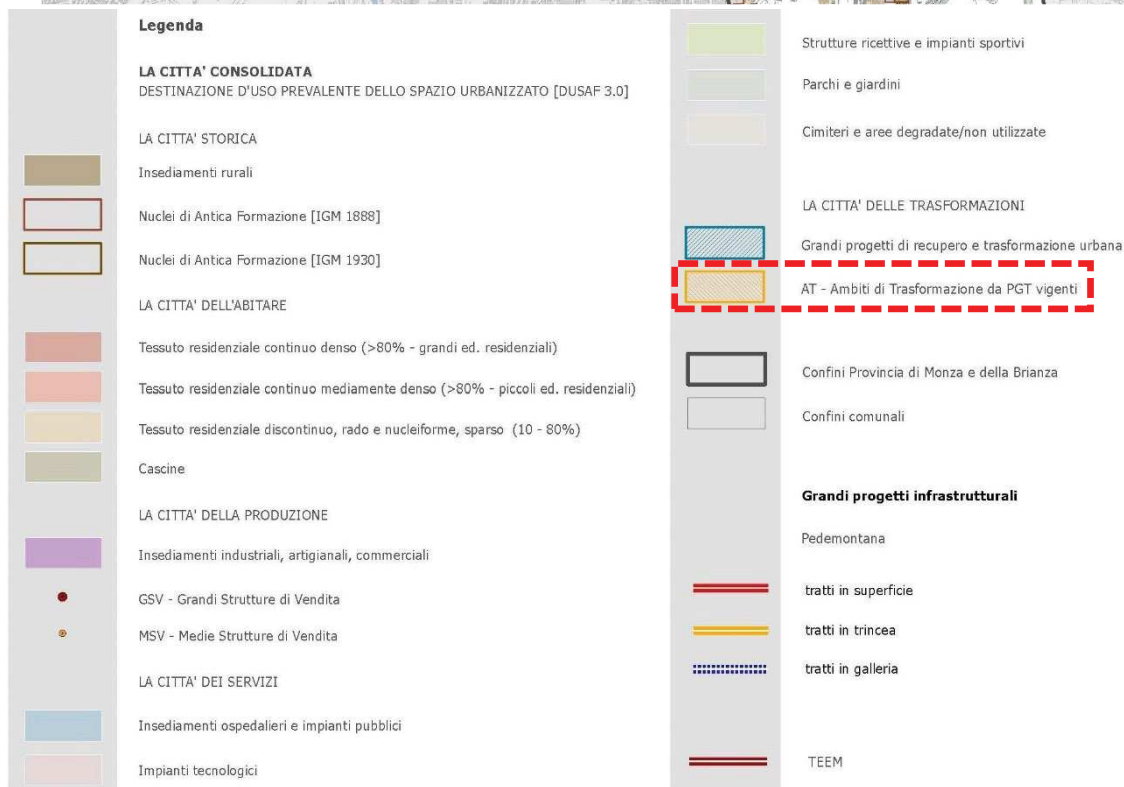 Legenda
LA CITTA' CONSOLIDATA
DESTINAZIONE D'USO PREVALENTE DELLO SPAZIO URBANIZZATO [DUSAF 3.0]
LA CITTA' STORICA
Insediamenti rurali
Nuclei di Antica Formazione [IGM 1888]
Nuclei di Antica Formazione [IGM 1930]
LA CITTA' DELL'ABITARE
Tessuto residenziale continuo denso (>80% - grandi ed. residenziali)
Tessuto residenziale continuo mediamente denso (>80% - piccoli ed. residenziali)
Tessuto residenziale discontinuo, rado e nucleiforme, sparso (10 - 80%)
Cascine
LA CITTA' DELLA PRODUZIONE
Insediamenti industriali, artigianali, commerciali
GSV - Grandi Strutture di Vendita
MSV - Medie Strutture di Vendita
LA CITTA' DEI SERVIZI
Insediamenti ospedalieri e impianti pubblici
Impianti tecnologici
Strutture ricettive e impianti sportivi
Parchi e giardini
Cimiteri e aree degradate/non utilizzate
LA CITTA' DELLE TRASFORMAZIONI
Grandi progetti di recupero e trasformazione urbana
AT - Ambiti di Trasformazione da PGT vigenti
Confini Provincia di Monza e della Brianza
Confini comunali
Grandi progetti infrastrutturali
Pedemontana
tratti in superficie
tratti in trincea
tratti in galleria
TEEM